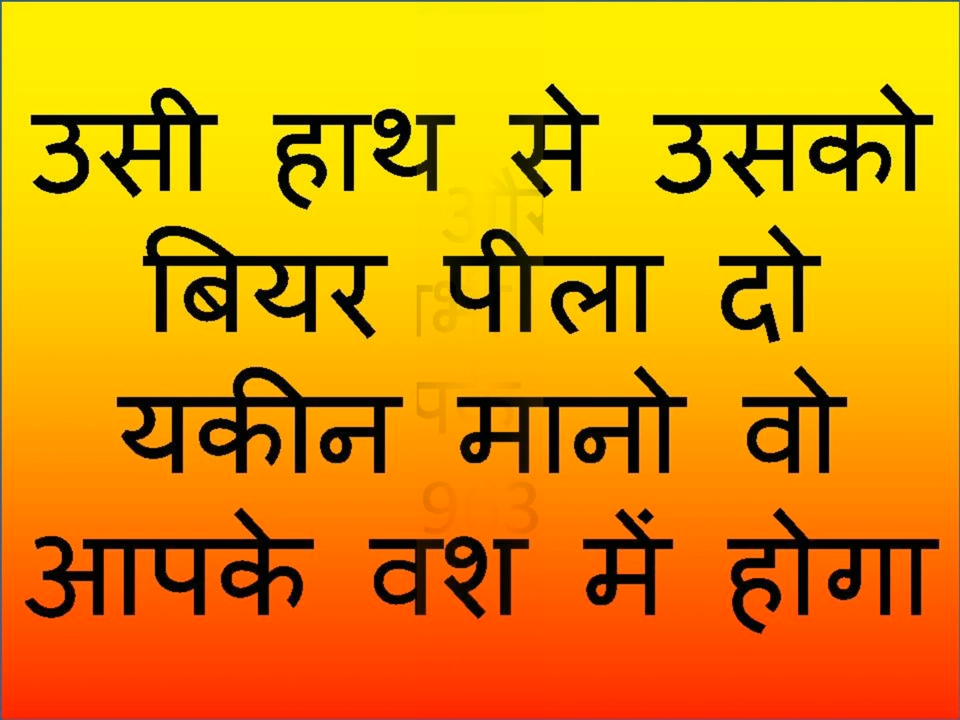 उसी हाथ से उसको
बियर पीला दो
यकीन मानो वो
आपके वश में होगा